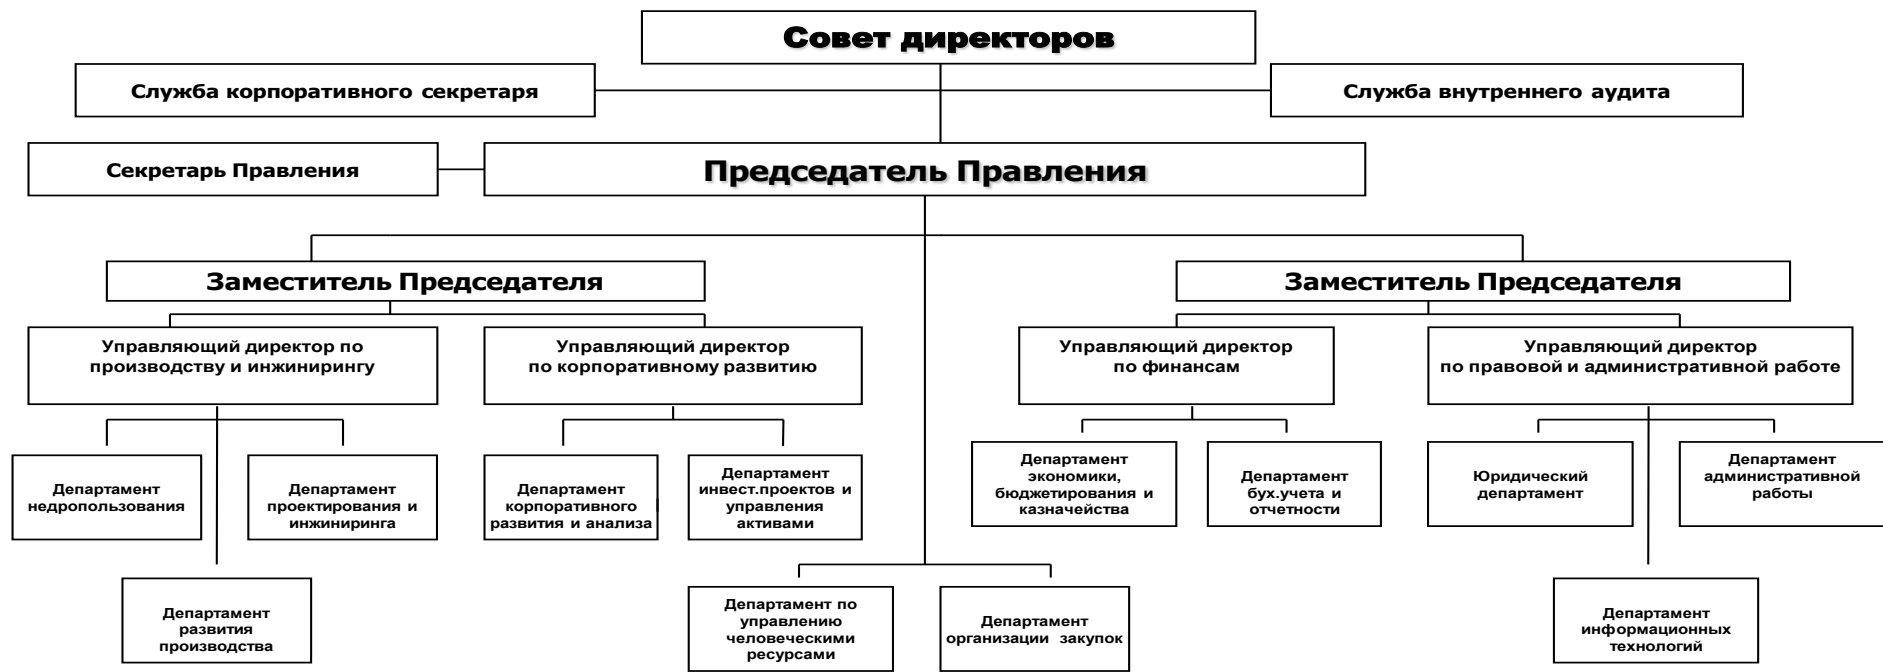 Совет директоров
Служба корпоративного секретаря
Служба внутреннего аудита
Секретарь Правления
Председатель Правления
Заместитель Председателя
Заместитель Председателя
Управляющий директор по
производству и инжинирингу
Управляющий директор
по корпоративному развитию
Управляющий директор
по финансам
Управляющий директор
по правовой и административной работе
Департамент
недропользования
Департамент
проектирования и
инжиниринга
Департамент
корпоративного
развития и анализа
Департамент
инвест.проектов и
управления
активами
Департамент
экономики,
бюджетирования и
казначейства
Департамент
бух.учета и
отчетности
Юридический
департамент
Департамент
административной
работы
Департамент
развития
производства
Департамент по
управлению
человеческими
ресурсами
Департамент
организации закупок
Департамент
информационных
технологий